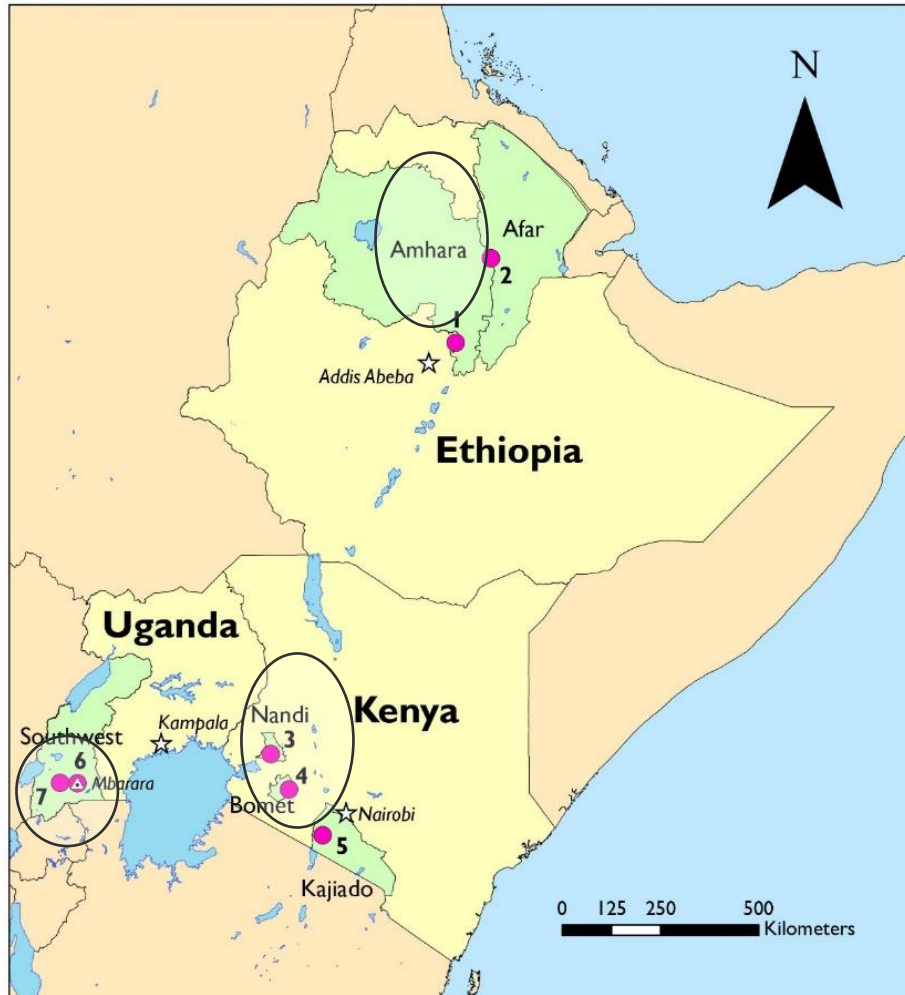 N
Afar
Amhara
2
1
Addis Abeba
Ethiopia
Uganda
Kenya
Nandi
Kampala
Southwest
3
6
Mbarara
4
7
Bomet
Nairobi
5
Kajiado
0 125 250 500
Kilometers